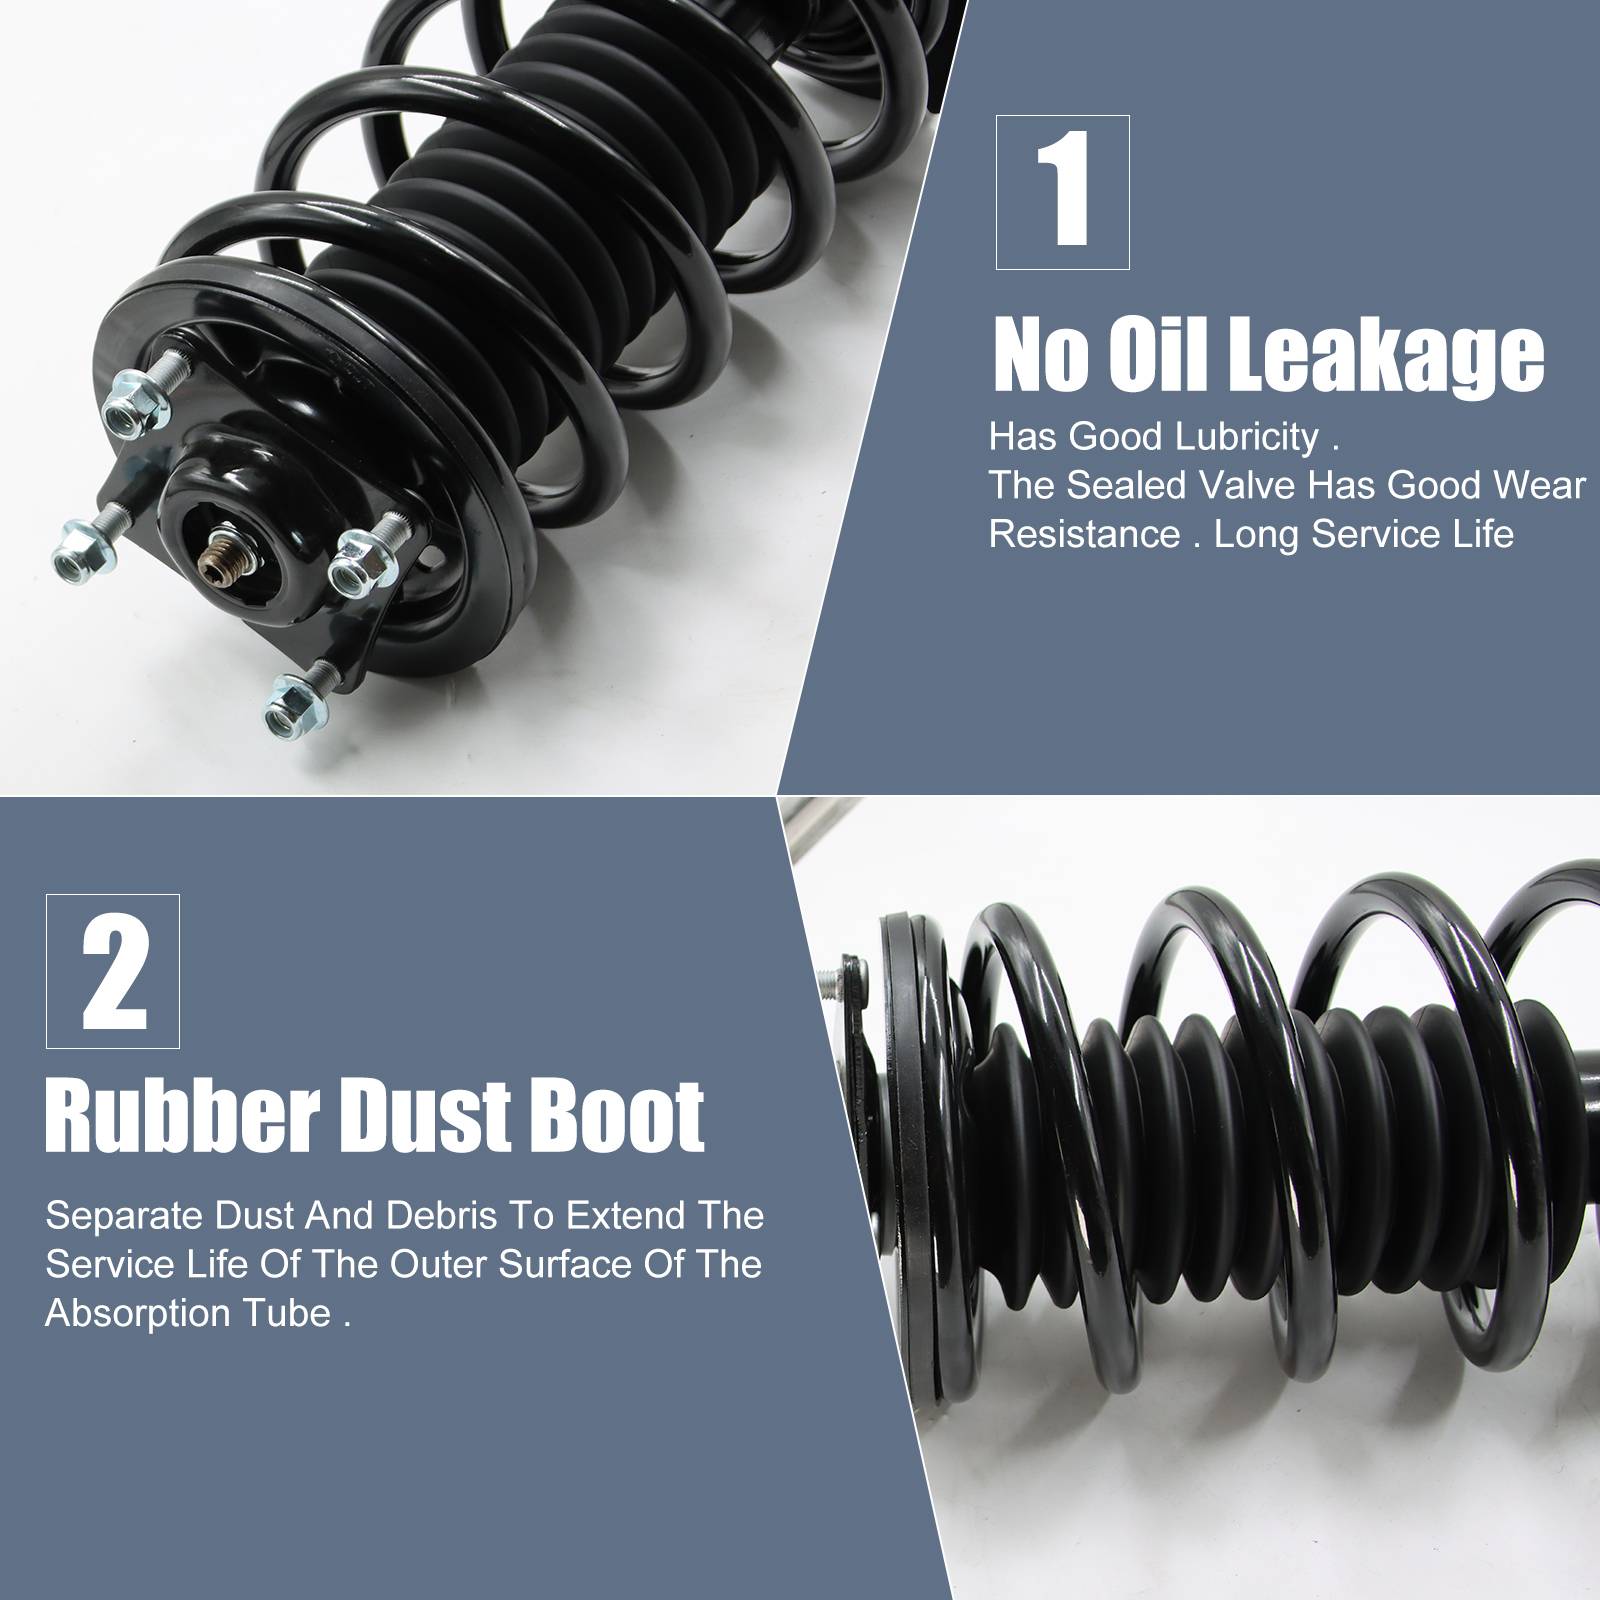 1
No Oil Leakage
Has Good Lubricity .
The Sealed Valve Has Good Wear
Resistance . Long Service Life
2
Rubber Dust Boot
Separate Dust And Debris To Extend The
Service Life Of The Outer Surface Of The
Absorption Tube .